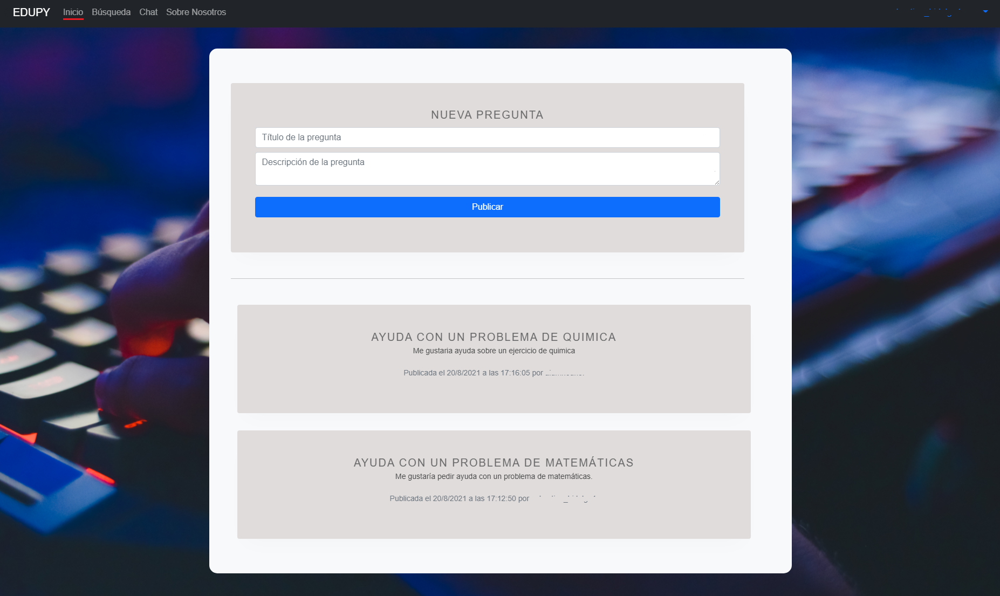 EDUPY Inicio Búsqueda Chat Sobre Nosotros
NUEVA PREGUNTA
Título de la pregunta
Descripción de la pregunta
Publicar
AYUDA CON UN PROBLEMA DE QUIMICA
Me gustaria ayuda sobre un ejercicio de quimica
Publicada el 20/8/2021 a las 17:16:05 por
AYUDA CON UN PROBLEMA DE MATEMÁTICAS
Me gustaría pedir ayuda con un problema de matemáticas.
Publicada el 20/8/2021 a las 17:12:50 por